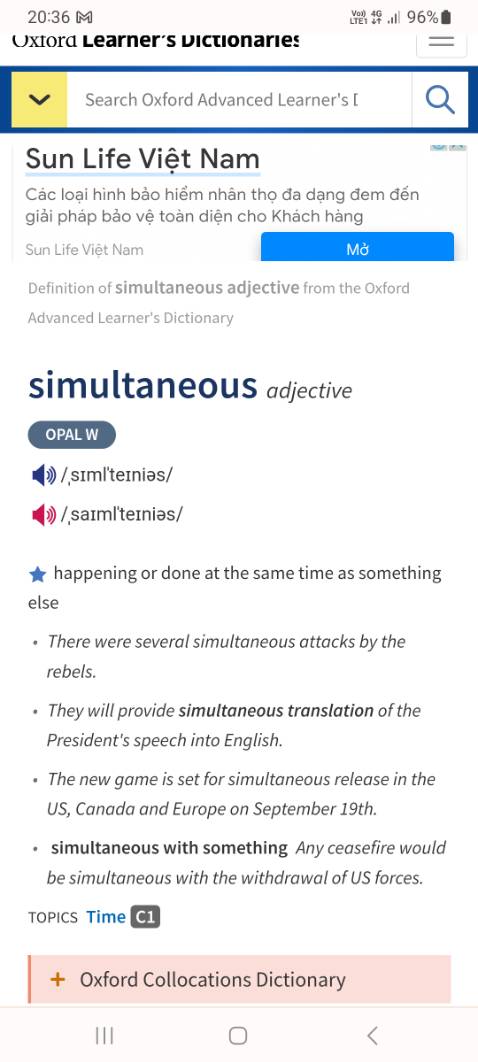 20:36 M Vo)) 4G LTE1 96%
Oxford Learner's Dictionaries
Search Oxford Advanced Learner's D
Sun Life Việt Nam
Các loại hình bảo hiểm nhân thọ đa dạng đem đến
giải pháp bảo vệ toàn diện cho Khách hàng
Sun Life Việt Nam Mở
Definition of simultaneous adjective from the Oxford
Advanced Learner's Dictionary
simultaneous adjective
OPAL W
/ˌsɪmlˈteɪniəs/
/ˌsaɪmlˈteɪniəs/
happening or done at the same time as something
else
• There were several simultaneous attacks by the
rebels.
• They will provide simultaneous translation of the
President's speech into English.
• The new game is set for simultaneous release in the
US, Canada and Europe on September 19th.
• simultaneous with something Any ceasefire would
be simultaneous with the withdrawal of US forces.
TOPICS Time C1
+ Oxford Collocations Dictionary